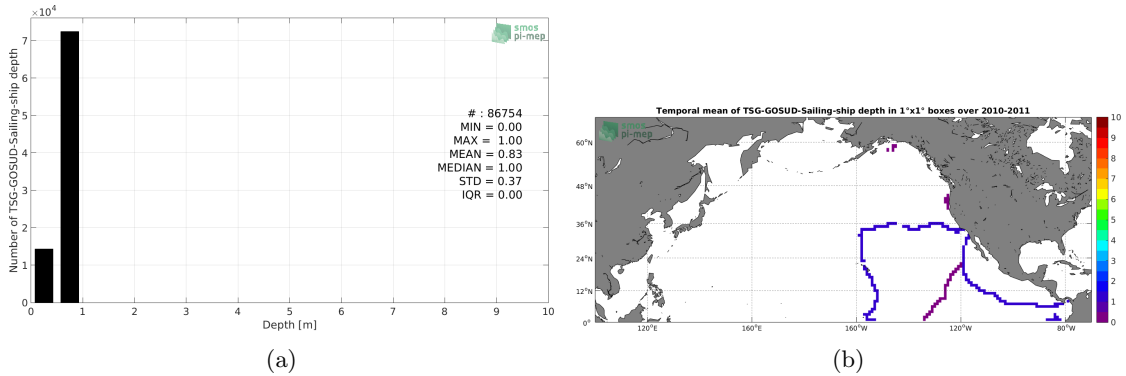 ×10⁴
smos
pi-mep
7
6
5
4
3
2
1
0
Number of TSG-GOSUD-Sailing-ship depth
# : 86754
MIN = 0.00
MAX = 1.00
MEAN = 0.83
MEDIAN = 1.00
STD = 0.37
IQR = 0.00
0 1 2 3 4 5 6 7 8 9 10
Depth [m]
(a)
Temporal mean of TSG-GOSUD-Sailing-ship depth in 1°x1° boxes over 2010-2011
smos
pi-mep
60°N
48°N
36°N
24°N
12°N
0°
120°E 160°E 160°W 120°W 80°W
10
9
8
7
6
5
4
3
2
1
0
(b)